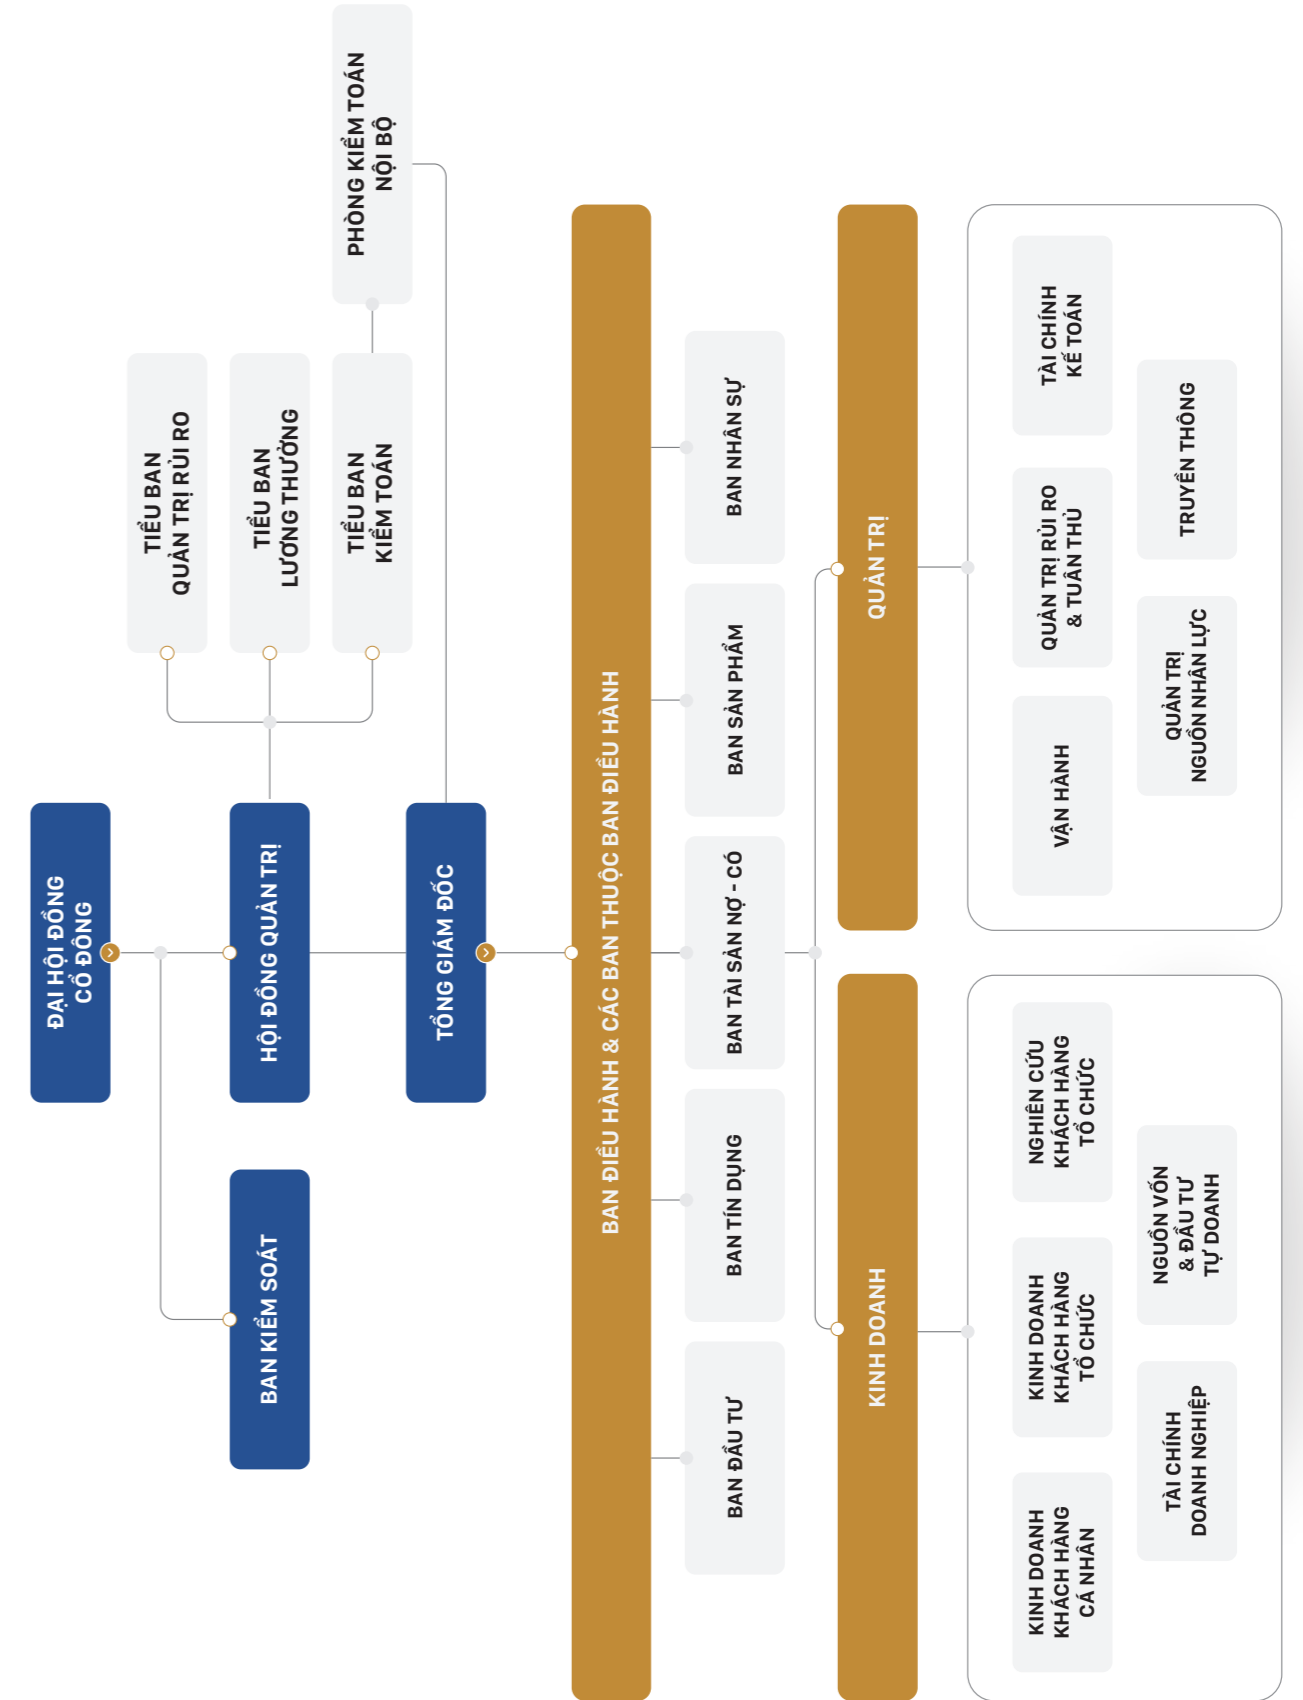 ĐẠI HỘI ĐỒNG
CỔ ĐÔNG
BAN KIỂM SOÁT
HỘI ĐỒNG QUẢN TRỊ
TIỂU BAN
QUẢN TRỊ RỦI RO
TIỂU BAN
LƯƠNG THƯỞNG
TIỂU BAN
KIỂM TOÁN
PHÒNG KIỂM TOÁN
NỘI BỘ
TỔNG GIÁM ĐỐC
BAN ĐIỀU HÀNH & CÁC BAN THUỘC BAN ĐIỀU HÀNH
BAN ĐẦU TƯ
BAN TÍN DỤNG
BAN TÀI SẢN NỢ - CÓ
BAN SẢN PHẨM
BAN NHÂN SỰ
KINH DOANH
QUẢN TRỊ
KINH DOANH
KHÁCH HÀNG
CÁ NHÂN
KINH DOANH
KHÁCH HÀNG
TỔ CHỨC
NGHIÊN CỨU
KHÁCH HÀNG
TỔ CHỨC
TÀI CHÍNH
DOANH NGHIỆP
NGUỒN VỐN
& ĐẦU TƯ
TỰ DOANH
VẬN HÀNH
QUẢN TRỊ RỦI RO
& TUÂN THỦ
TÀI CHÍNH
KẾ TOÁN
QUẢN TRỊ
NGUỒN NHÂN LỰC
TRUYỀN THÔNG